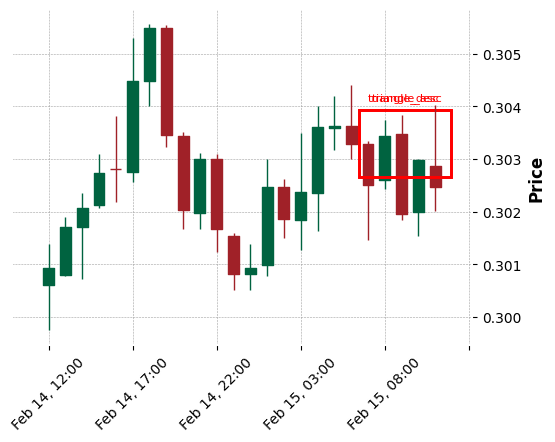 0.305
0.304
0.303
0.302
0.301
0.300
Price
Feb 14, 12:00
Feb 14, 17:00
Feb 14, 22:00
Feb 15, 03:00
Feb 15, 08:00